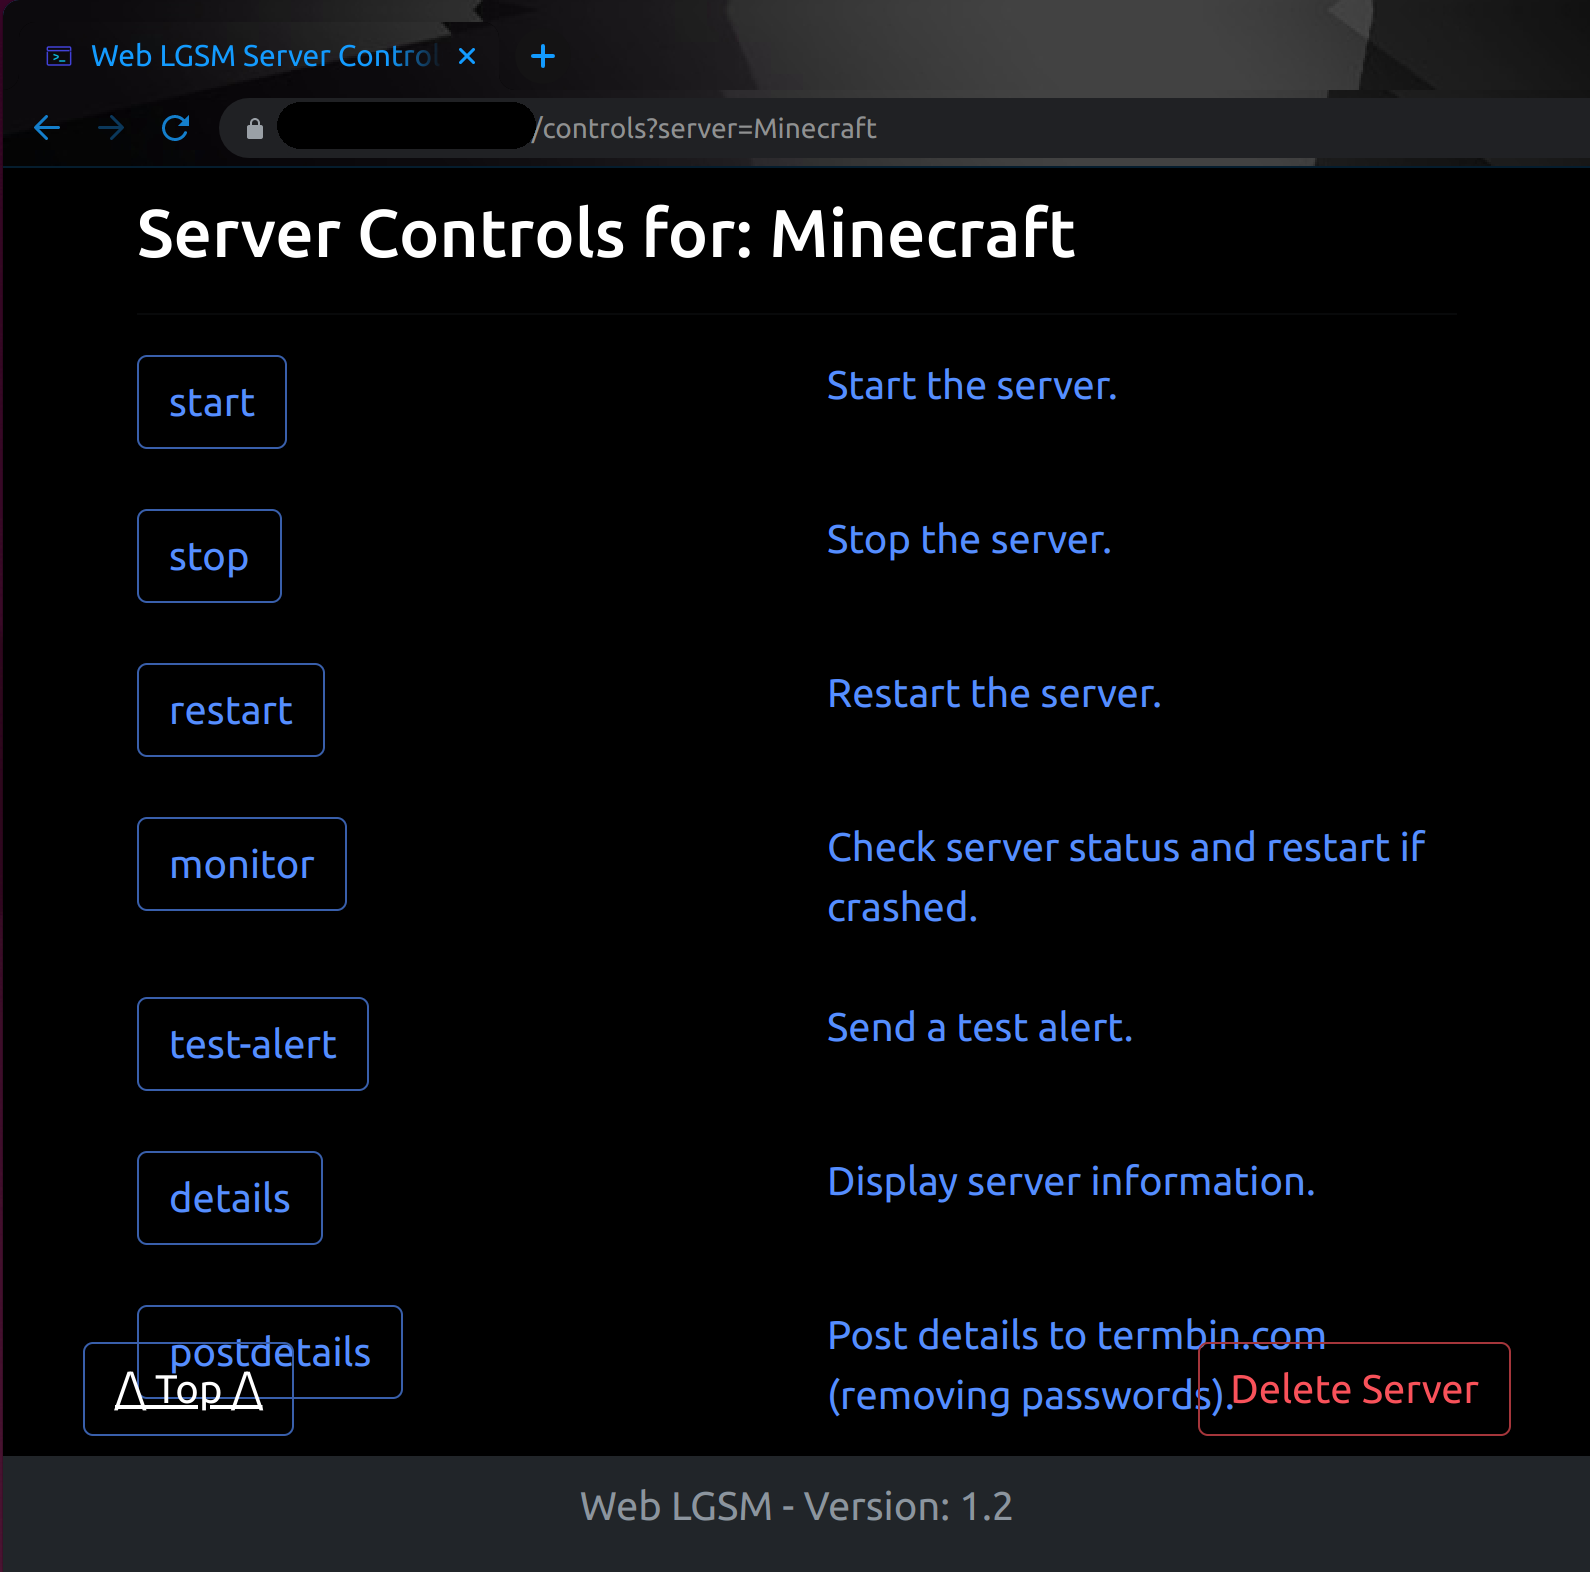 Web LGSM Server Control
/controls?server=Minecraft
Server Controls for: Minecraft
start
Start the server.
stop
Stop the server.
restart
Restart the server.
monitor
Check server status and restart if
crashed.
test-alert
Send a test alert.
details
Display server information.
postdetails
Post details to termbin.com
(removing passwords).
/\ Top /\
Delete Server
Web LGSM - Version: 1.2